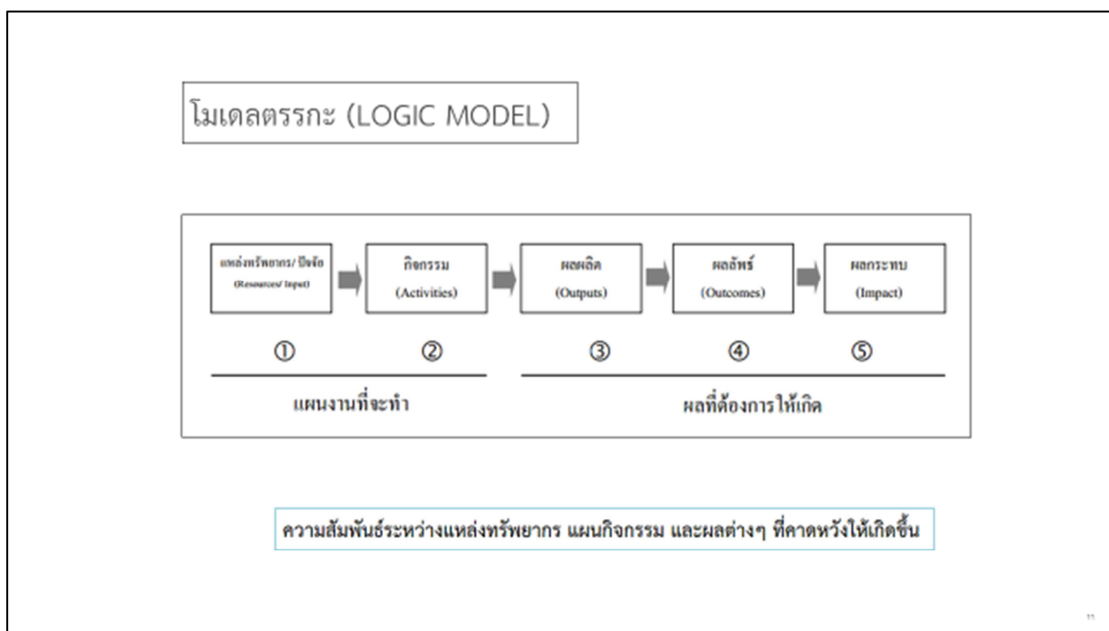 โมเดลตรรกะ (LOGIC MODEL)
แหล่งทรัพยากร/ ปัจจัย
(Resources/ Input)
กิจกรรม
(Activities)
ผลผลิต
(Outputs)
ผลลัพธ์
(Outcomes)
ผลกระทบ
(Impact)
① ② ③ ④ ⑤
แผนงานที่จะทำ
ผลที่ต้องการให้เกิด
ความสัมพันธ์ระหว่างแหล่งทรัพยากร แผนกิจกรรม และผลต่างๆ ที่คาดหวังให้เกิดขึ้น